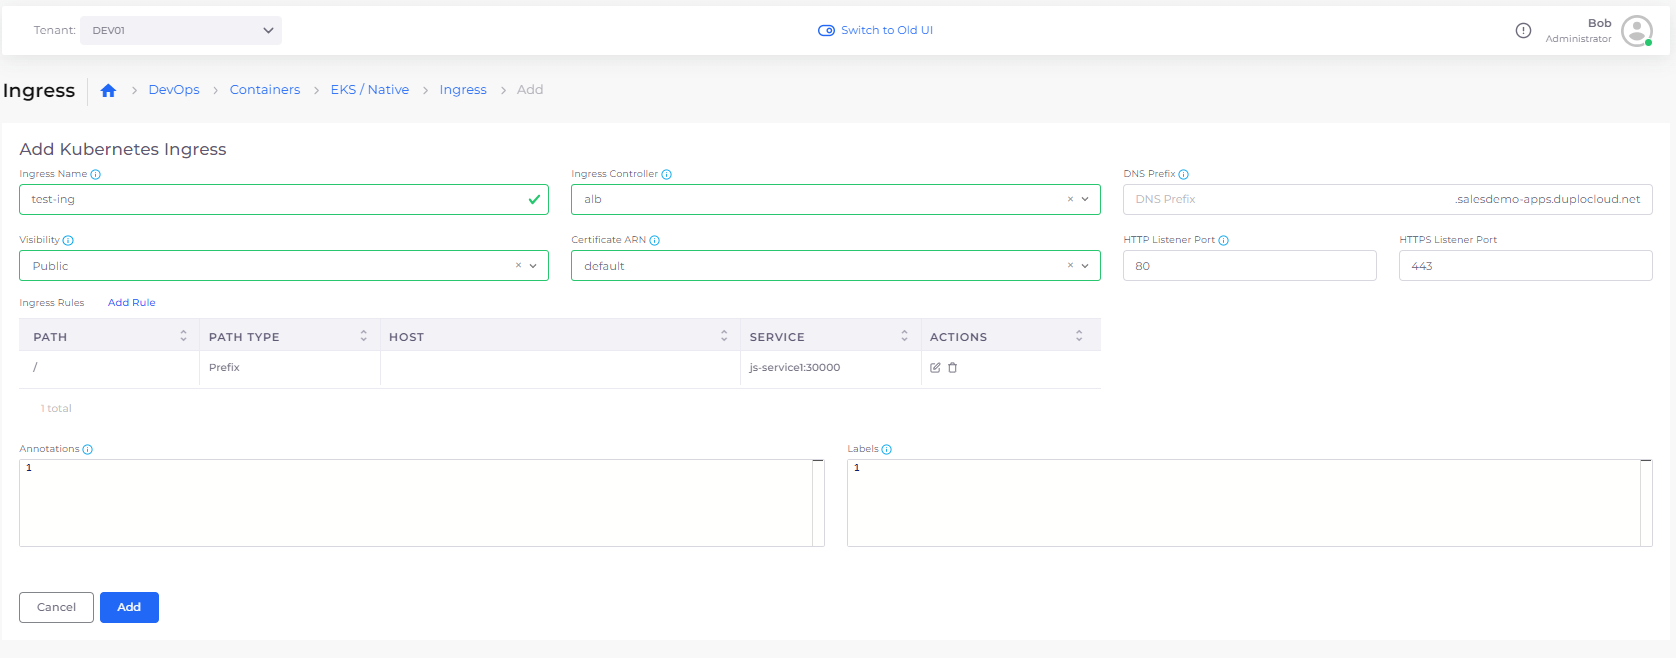 Tenant: DEV01 Switch to Old UI Bob
Administrator
Ingress DevOps Containers EKS / Native Ingress Add
Add Kubernetes Ingress
Ingress Name Ingress Controller DNS Prefix
test-ing alb DNS Prefix .salesdemo-apps.duplocloud.net
Visibility Certificate ARN HTTP Listener Port HTTPS Listener Port
Public default 80 443
Ingress Rules Add Rule
PATH PATH TYPE HOST SERVICE ACTIONS
/ Prefix js-service1:30000
1 total
Annotations Labels
1 1
Cancel Add